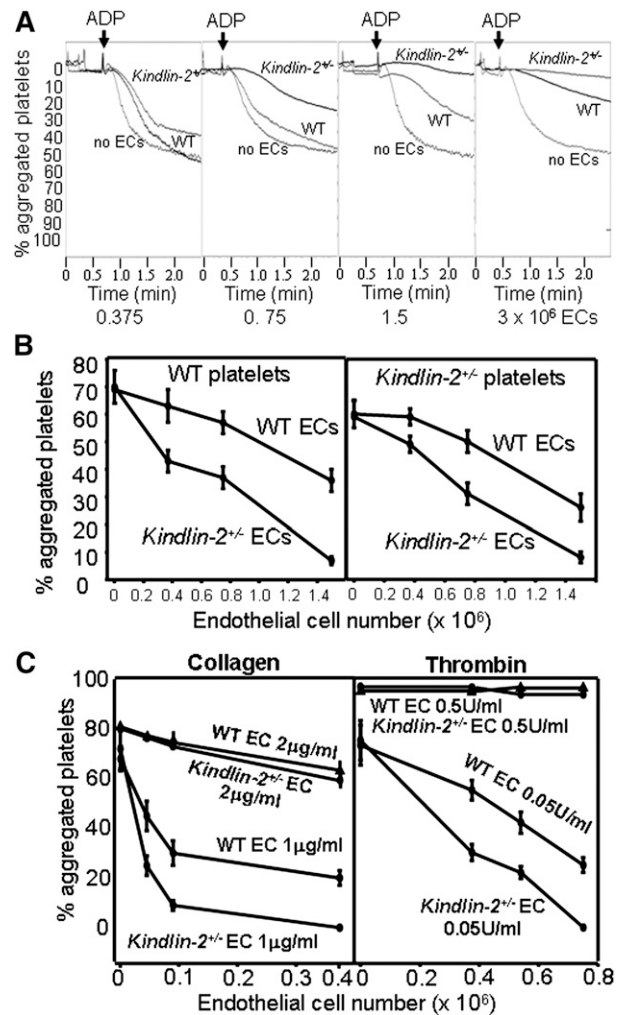 A
ADP ADP ADP ADP
Kindlin-2+/ Kindlin-2+/- Kindlin-2+/- Kindlin-2+/-
WT WT WT WT
no ECs no ECs no ECs no ECs
% aggregated platelets
0
10
20
30
40
50
60
70
80
90
100
0 0.5 1.0 1.5 2.0 0 0.5 1.0 1.5 2.0 0 0.5 1.0 1.5 2.0 0 0.5 1.0 1.5 2.0
Time (min) Time (min) Time (min) Time (min)
0.375 0. 75 1.5 3 x 10⁶ ECs
B
% aggregated platelets
80
70
60
50
40
30
20
10
0
WT platelets Kindlin-2+/- platelets
WT ECs WT ECs
Kindlin-2+/- ECs Kindlin-2+/- ECs
0 0.2 0.4 0.6 0.8 1.0 1.2 1.4 0 0.2 0.4 0.6 0.8 1.0 1.2 1.4
Endothelial cell number (x 10⁶)
C
Collagen Thrombin
% aggregated platelets
100
80
60
40
20
0
WT EC 2µg/ml
Kindlin-2+/- EC
2µg/ml
WT EC 1µg/ml
Kindlin-2+/- EC 1µg/ml
WT EC 0.5U/ml
Kindlin-2+/- EC 0.5U/ml
WT EC 0.05U/ml
Kindlin-2+/- EC
0.05U/ml
0 0.1 0.2 0.3 0.4 0 0.2 0.4 0.6 0.8
Endothelial cell number (x 10⁶)